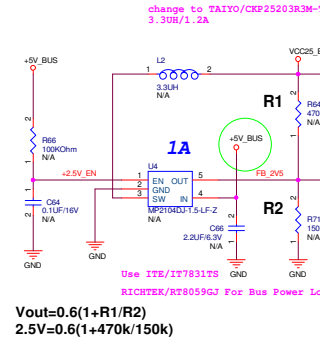 change to TAIYO/CKP25203R3M-
3.3UH/1.2A
+5V_BUS
L2
1
2
3.3UH
N/A
VCC25_
R66
100KOhm
N/A
1A
+5V_BUS
R1
R64
470
N/A
+2.5V_EN
U4
1 EN OUT 5
2 GND
3 SW IN 4
MP2104DJ-1.5-LF-Z
N/A
FB_2V5
C64
0.1UF/16V
N/A
C66
2.2UF/6.3V
N/A
R2
R71
150
N/A
GND
GND
GND
GND
Use ITE/IT7831TS
RICHTEK/RT8059GJ For Bus Power Lo
Vout=0.6(1+R1/R2)
2.5V=0.6(1+470k/150k)